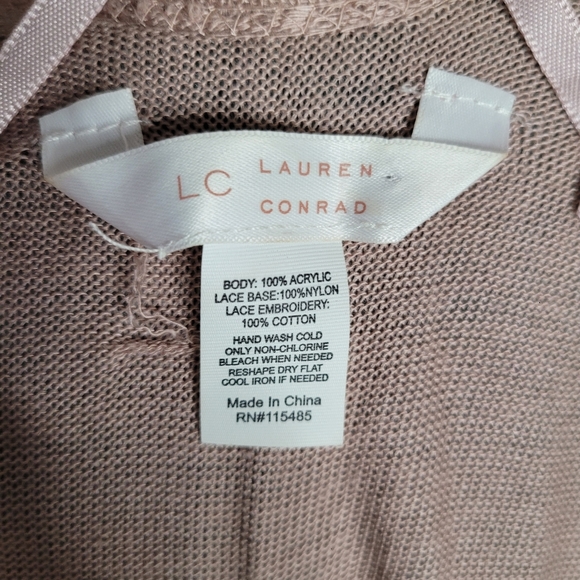 LC LAUREN
CONRAD
BODY: 100% ACRYLIC
LACE BASE:100%NYLON
LACE EMBROIDERY:
100% COTTON
HAND WASH COLD
ONLY NON-CHLORINE
BLEACH WHEN NEEDED
RESHAPE DRY FLAT
COOL IRON IF NEEDED
Made In China
RN#115485